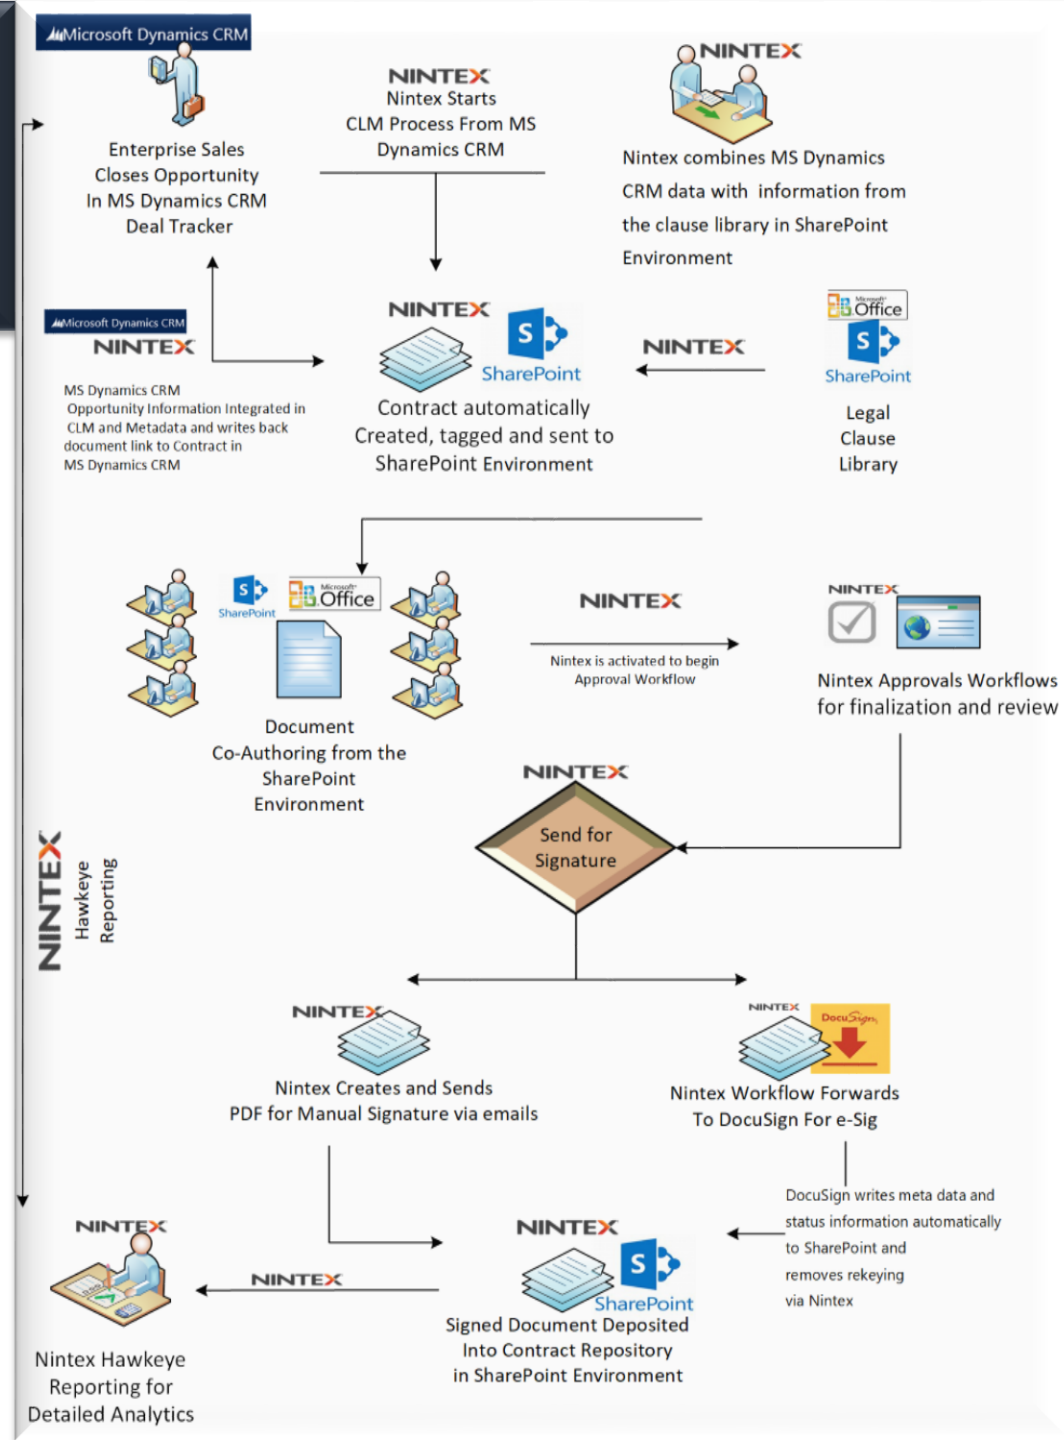 Microsoft Dynamics CRM
Enterprise Sales
Closes Opportunity
In MS Dynamics CRM
Deal Tracker
NINTEX
Nintex Starts
CLM Process From MS
Dynamics CRM
NINTEX
Nintex combines MS Dynamics
CRM data with information from
the clause library in SharePoint
Environment
Microsoft Dynamics CRM
NINTEX
MS Dynamics CRM
Opportunity Information Integrated in
CLM and Metadata and writes back
document link to Contract in
MS Dynamics CRM
NINTEX
S
SharePoint
Contract automatically
Created, tagged and sent to
SharePoint Environment
NINTEX
Microsoft
Office
S
SharePoint
Legal
Clause
Library
S
SharePoint
Microsoft
Office
Document
Co-Authoring from the
SharePoint
Environment
NINTEX
Nintex is activated to begin
Approval Workflow
NINTEX
Nintex Approvals Workflows
for finalization and review
NINTEX
Send for
Signature
NINTEX
Hawkeye
Reporting
NINTEX
Nintex Creates and Sends
PDF for Manual Signature via emails
NINTEX
DocuSign
Nintex Workflow Forwards
To DocuSign For e-Sig
DocuSign writes meta data and
status information automatically
to SharePoint and
removes rekeying
via Nintex
NINTEX
S
SharePoint
Signed Document Deposited
Into Contract Repository
in SharePoint Environment
NINTEX
NINTEX
Nintex Hawkeye
Reporting for
Detailed Analytics